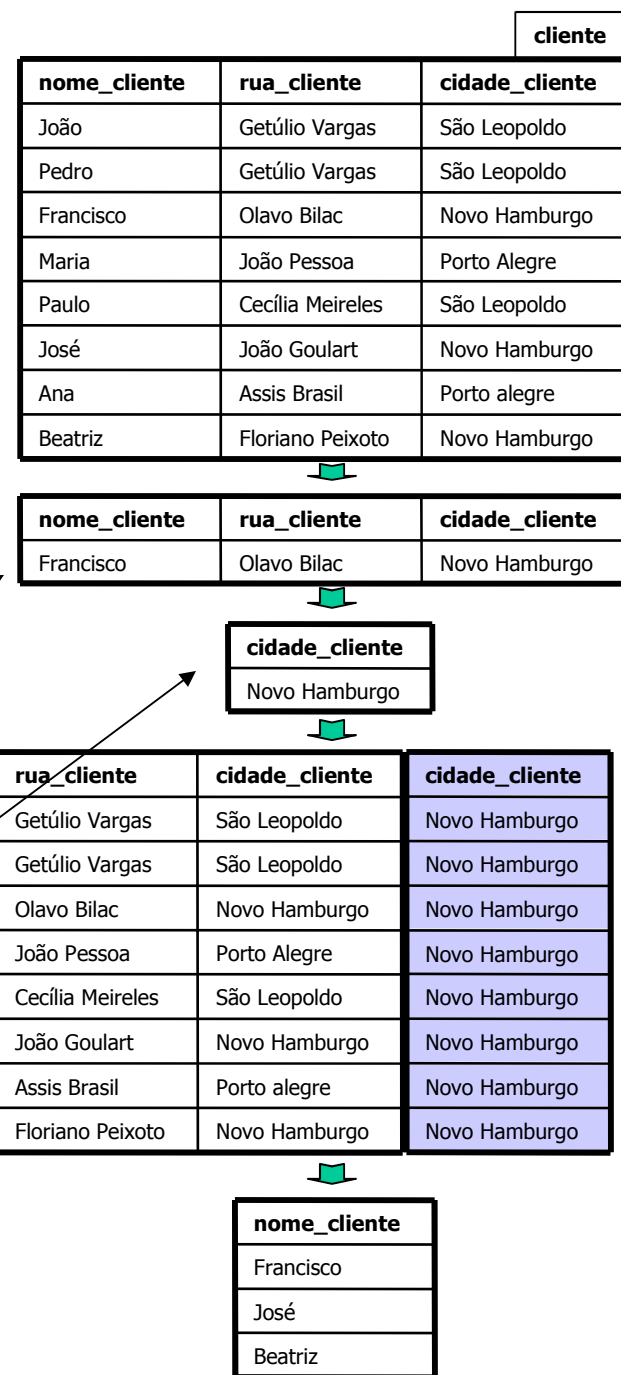 cliente
nome_cliente rua_cliente cidade_cliente
João Getúlio Vargas São Leopoldo
Pedro Getúlio Vargas São Leopoldo
Francisco Olavo Bilac Novo Hamburgo
Maria João Pessoa Porto Alegre
Paulo Cecília Meireles São Leopoldo
José João Goulart Novo Hamburgo
Ana Assis Brasil Porto alegre
Beatriz Floriano Peixoto Novo Hamburgo
nome_cliente rua_cliente cidade_cliente
Francisco Olavo Bilac Novo Hamburgo
cidade_cliente
Novo Hamburgo
rua_cliente cidade_cliente cidade_cliente
Getúlio Vargas São Leopoldo Novo Hamburgo
Getúlio Vargas São Leopoldo Novo Hamburgo
Olavo Bilac Novo Hamburgo Novo Hamburgo
João Pessoa Porto Alegre Novo Hamburgo
Cecília Meireles São Leopoldo Novo Hamburgo
João Goulart Novo Hamburgo Novo Hamburgo
Assis Brasil Porto alegre Novo Hamburgo
Floriano Peixoto Novo Hamburgo Novo Hamburgo
nome_cliente
Francisco
José
Beatriz